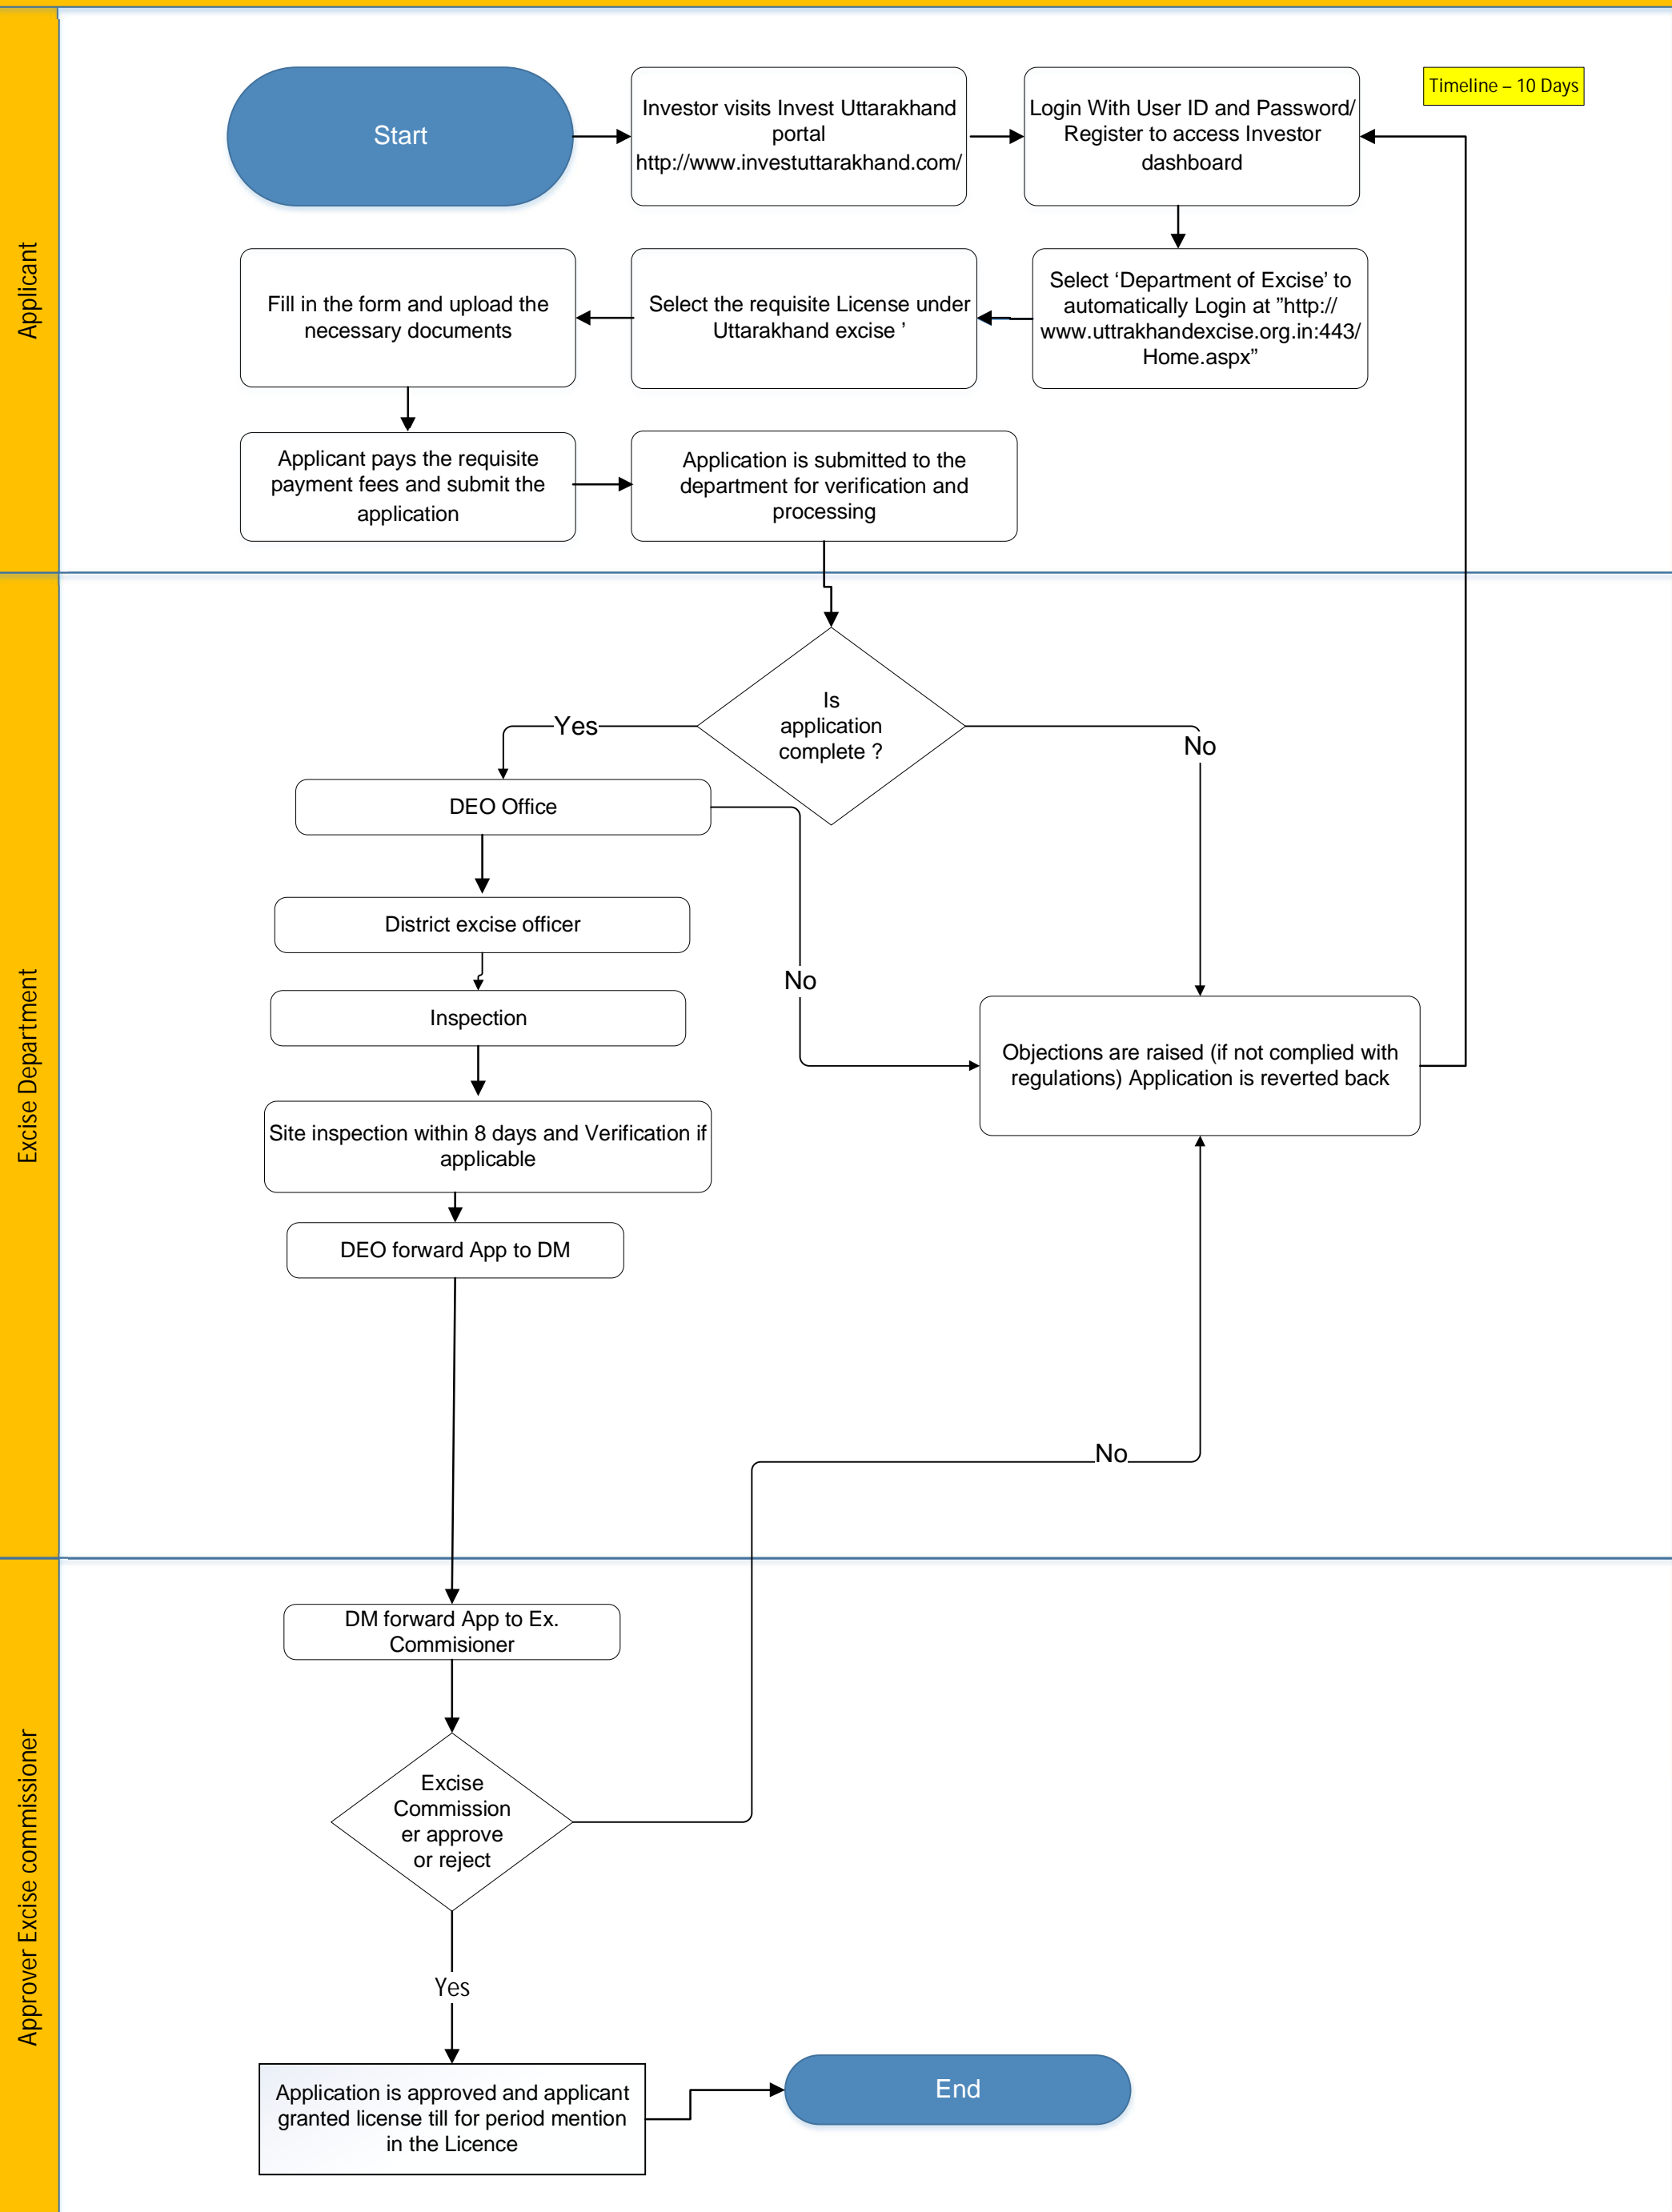 Applicant
Start
Investor visits Invest Uttarakhand
portal
http://www.investuttarakhand.com/
Login With User ID and Password/
Register to access Investor
dashboard
Timeline – 10 Days
Fill in the form and upload the
necessary documents
Select the requisite License under
Uttarakhand excise ’
Select ‘Department of Excise’ to
automatically Login at ”http://
www.uttrakhandexcise.org.in:443/
Home.aspx”
Applicant pays the requisite
payment fees and submit the
application
Application is submitted to the
department for verification and
processing
Excise Department
Is
application
complete ?
Yes
No
DEO Office
District excise officer
No
Inspection
Objections are raised (if not complied with
regulations) Application is reverted back
Site inspection within 8 days and Verification if
applicable
DEO forward App to DM
No
Approver Excise commissioner
DM forward App to Ex.
Commisioner
Excise
Commission
er approve
or reject
Yes
Application is approved and applicant
granted license till for period mention
in the Licence
End